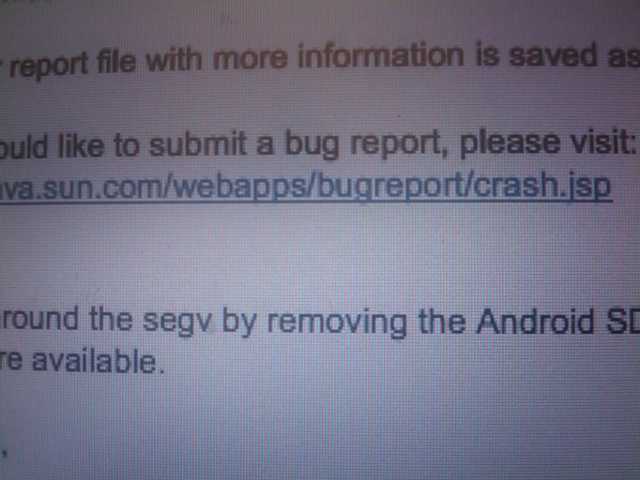 report file with more information is saved as
ould like to submit a bug report, please visit:
va.sun.com/webapps/bugreport/crash.jsp
round the segv by removing the Android SD
re available.